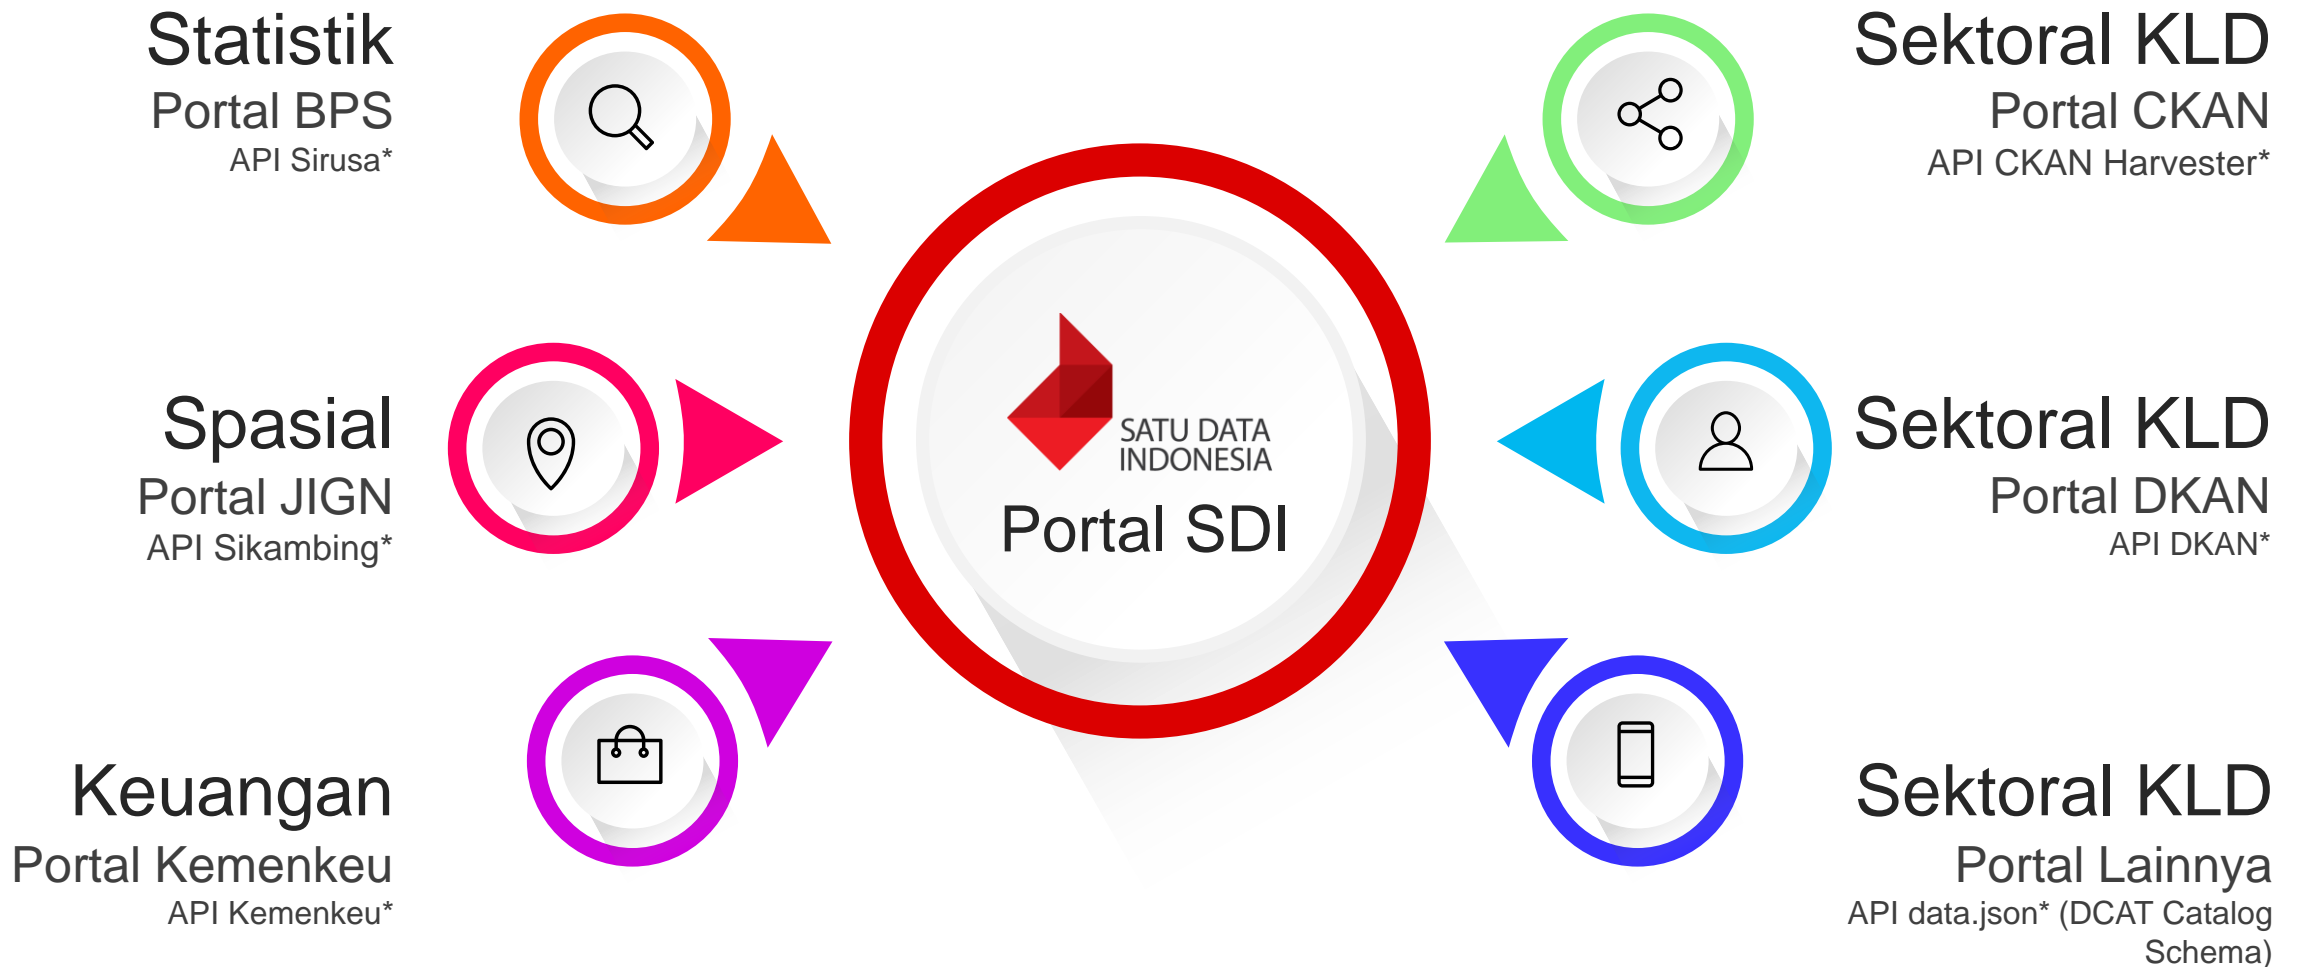 Statistik
Portal BPS
API Sirusa*
Spasial
Portal JIGN
API Sikambing*
Keuangan
Portal Kemenkeu
API Kemenkeu*
SATU DATA
INDONESIA
Portal SDI
Sektoral KLD
Portal CKAN
API CKAN Harvester*
Sektoral KLD
Portal DKAN
API DKAN*
Sektoral KLD
Portal Lainnya
API data.json* (DCAT Catalog
Schema)